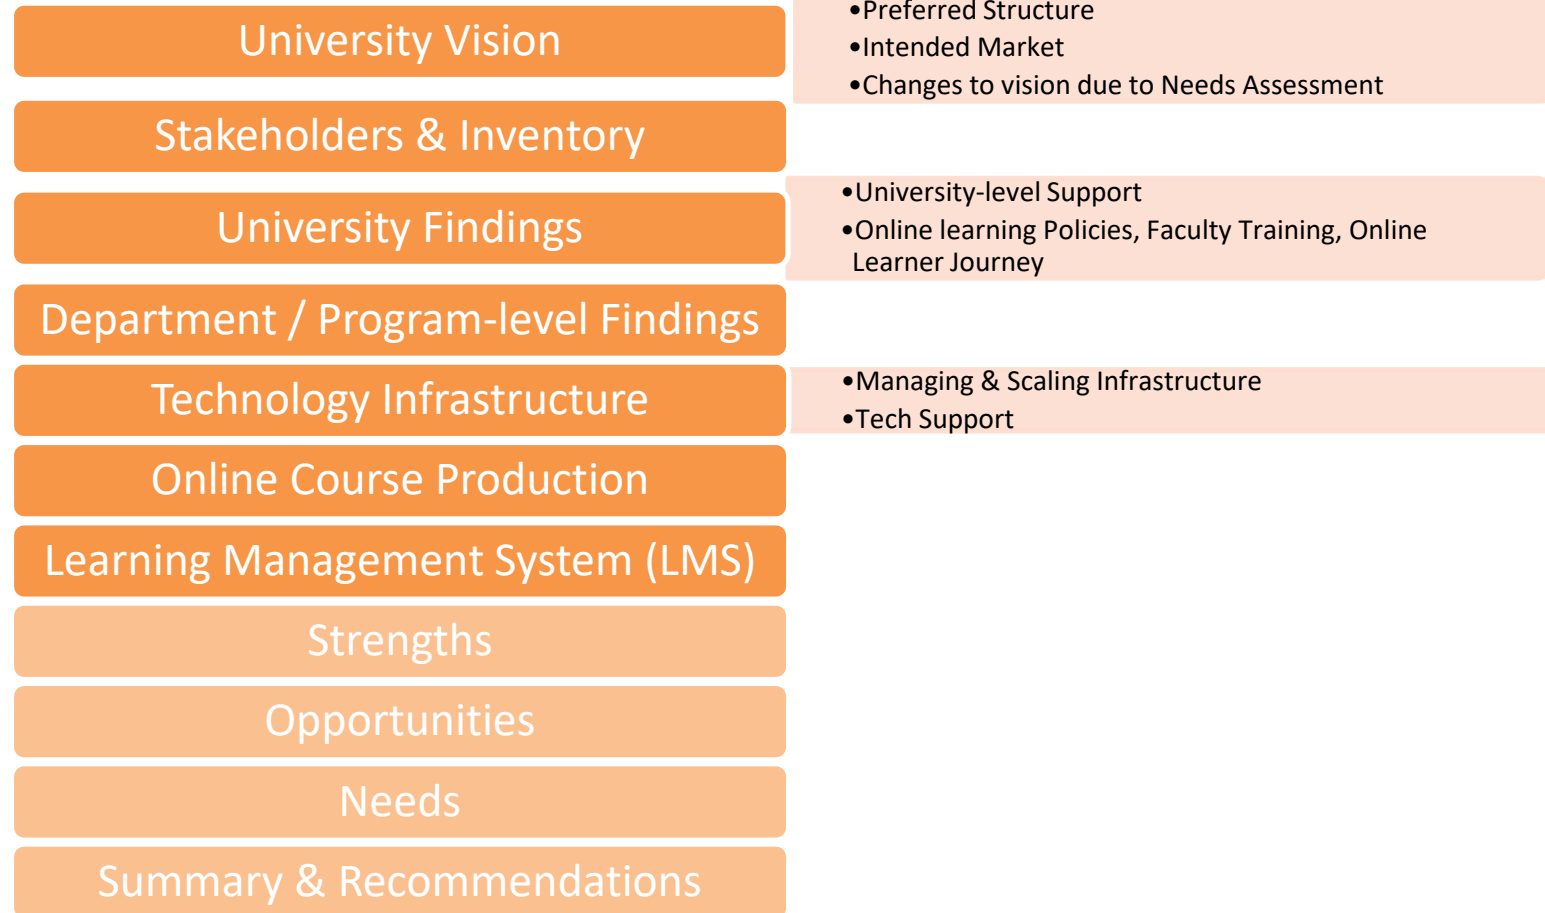 University Vision
•Preferred Structure
•Intended Market
•Changes to vision due to Needs Assessment
Stakeholders & Inventory
University Findings
•University-level Support
•Online learning Policies, Faculty Training, Online
Learner Journey
Department / Program-level Findings
Technology Infrastructure
•Managing & Scaling Infrastructure
•Tech Support
Online Course Production
Learning Management System (LMS)
Strengths
Opportunities
Needs
Summary & Recommendations